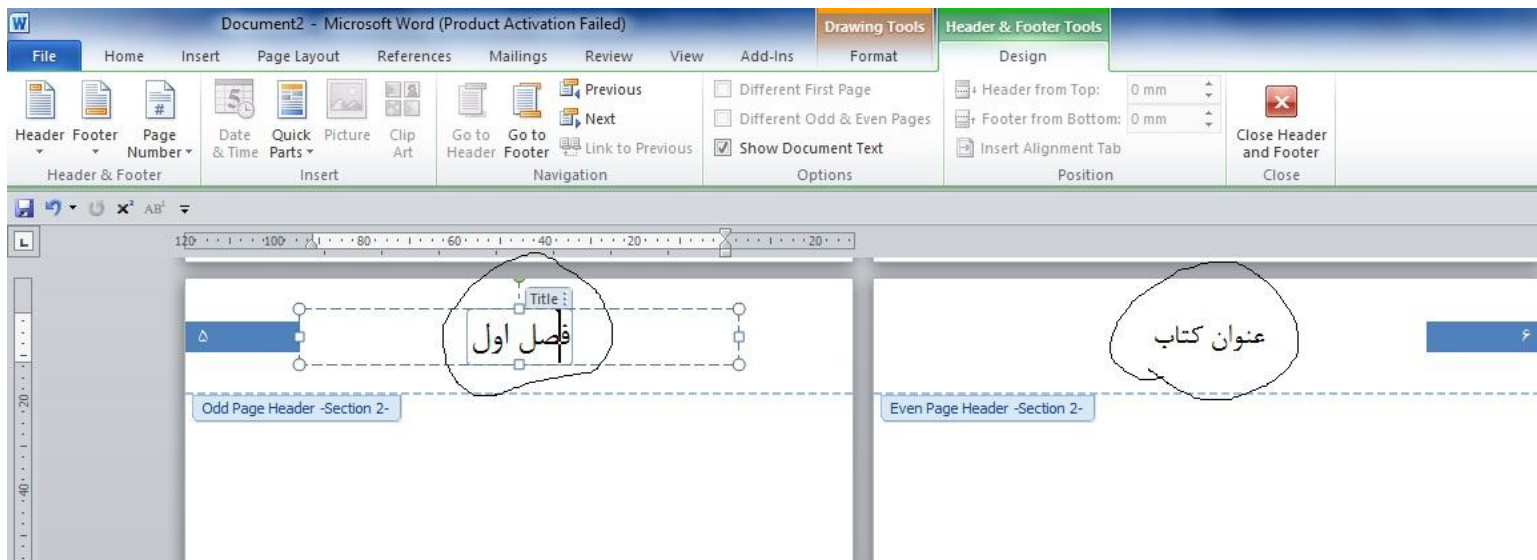 Document2 - Microsoft Word (Product Activation Failed)
Drawing Tools
Header & Footer Tools
File Home Insert Page Layout References Mailings Review View Add-Ins Format Design
Header
Footer
Page Number
Header & Footer
Date & Time
Quick Parts
Picture
Clip Art
Insert
Go to Header
Go to Footer
Previous
Next
Link to Previous
Navigation
Different First Page
Different Odd & Even Pages
Show Document Text
Options
Header from Top: 0 mm
Footer from Bottom: 0 mm
Insert Alignment Tab
Position
Close Header and Footer
Close
120 100 80 60 40 20 20
Title
۵
فصل اول
Odd Page Header -Section 2-
عنوان کتاب
۶
Even Page Header -Section 2-
20
40